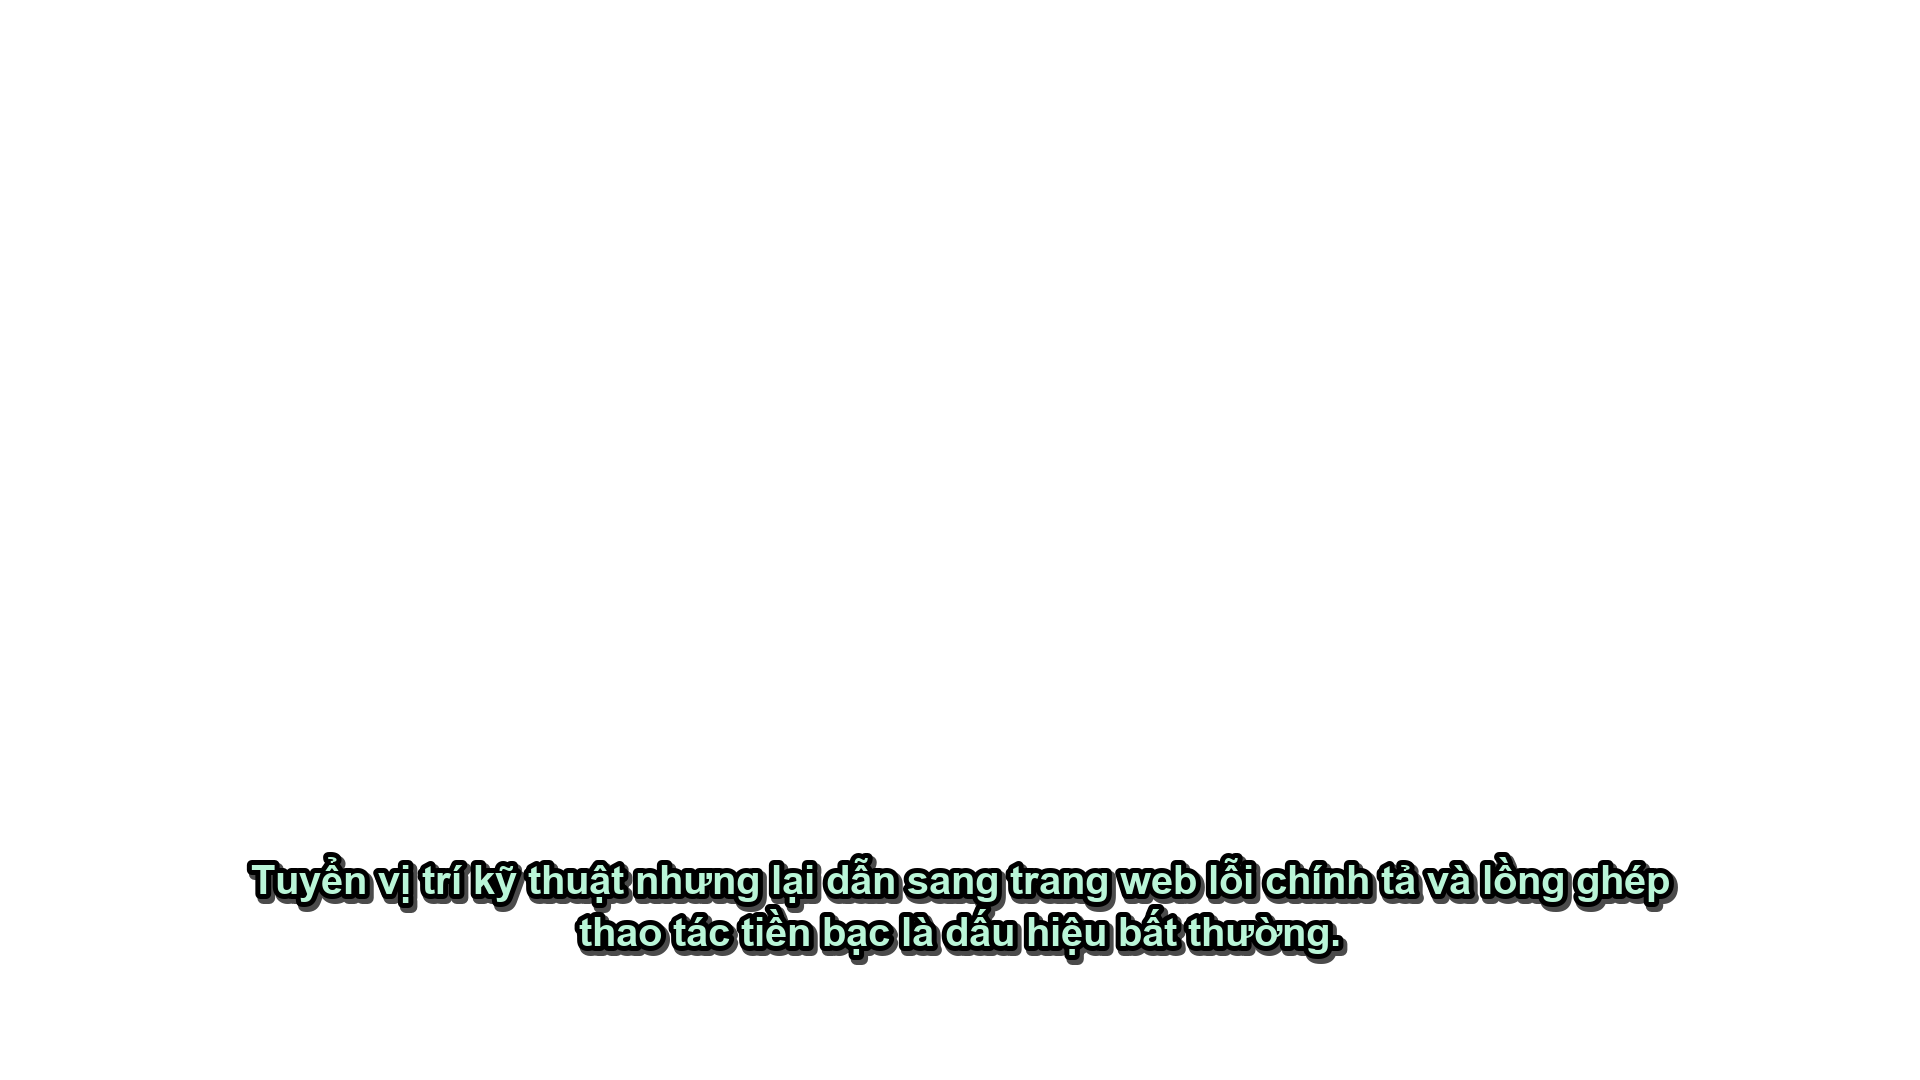 Tuyển vị trí kỹ thuật nhưng lại dẫn sang trang web lỗi chính tả và lồng ghép
thao tác tiền bạc là dấu hiệu bất thường.